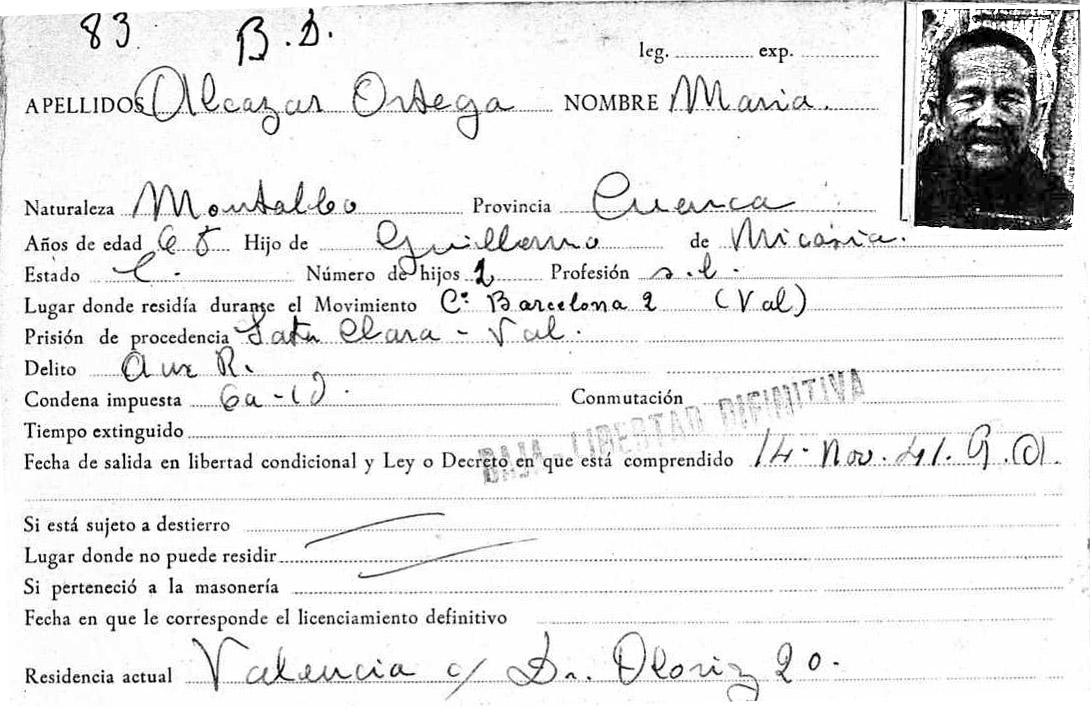 83 B.D.
leg. exp.
APELLIDOS Alcazar Ortega NOMBRE Maria.
Naturaleza Montalbo Provincia Cuenca
Años de edad 65 Hijo de Guillermo de Nicasia.
Estado C. Número de hijos 2 Profesión s.l.
Lugar donde residía durante el Movimiento C. Barcelona 2 (Val)
Prisión de procedencia Sata Clara - Val.
Delito Aux R.
Condena impuesta 6a-1d. Conmutación
Tiempo extinguido
BAJA - LIBERTAD DIFINITIVA
Fecha de salida en libertad condicional y Ley o Decreto en que está comprendido 14. Nov. 41.
Si está sujeto a destierro
Lugar donde no puede residir
Si perteneció a la masonería
Fecha en que le corresponde el licenciamiento definitivo
Residencia actual Valencia c/ Dr. Oloriz 20.